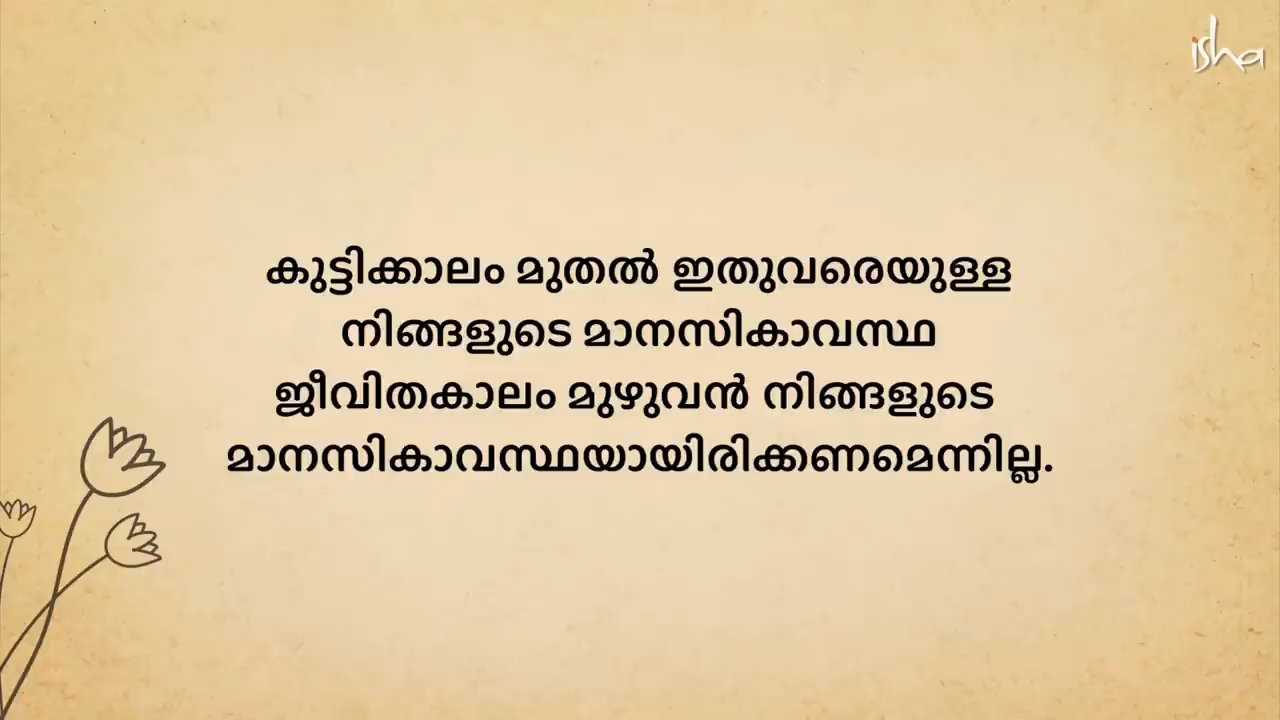 isha
കുട്ടിക്കാലം മുതൽ ഇതുവരെയുള്ള
നിങ്ങളുടെ മാനസികാവസ്ഥ
ജീവിതകാലം മുഴുവൻ നിങ്ങളുടെ
മാനസികാവസ്ഥയായിരിക്കണമെന്നില്ല.